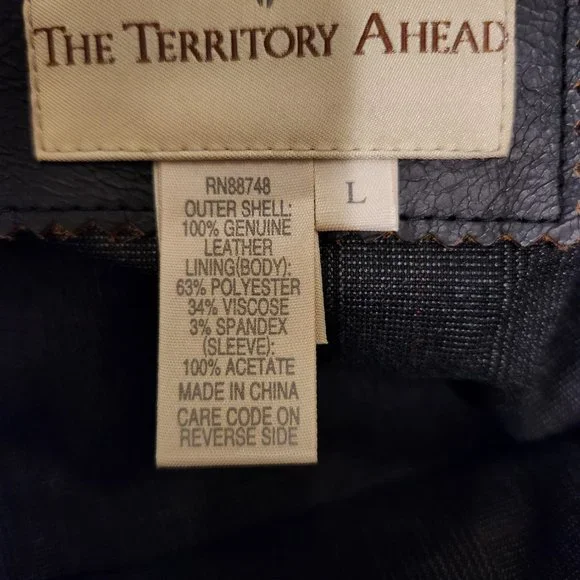 THE TERRITORY AHEAD
L
RN88748
OUTER SHELL:
100% GENUINE
LEATHER
LINING(BODY):
63% POLYESTER
34% VISCOSE
3% SPANDEX
(SLEEVE):
100% ACETATE
MADE IN CHINA
CARE CODE ON
REVERSE SIDE